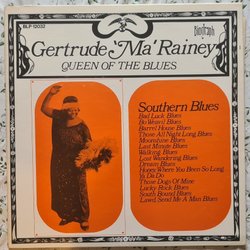 BLP-12032
Biograph
Gertrude "Ma" Rainey
QUEEN OF THE BLUES
Southern Blues
Bad Luck Blues
Bo Weavil Blues
Barrel House Blues
Those All Night Long Blues
Moonshine Blues
Last Minute Blues
Walking Blues
Lost Wandering Blues
Dream Blues
Honey Where You Been So Long
Ya Da Do
Those Dogs Of Mine
Lucky Rock Blues
South Bound Blues
Lawd Send Me A Man Blues